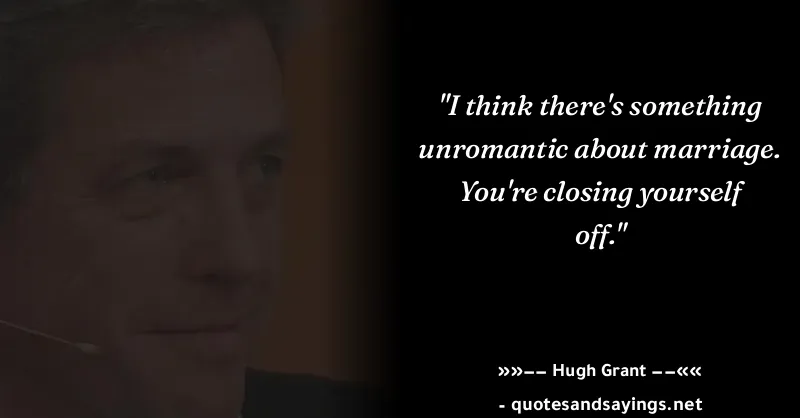 "I think there's something
unromantic about marriage.
You're closing yourself
off."
»»−− Hugh Grant −−««
- quotesandsayings.net